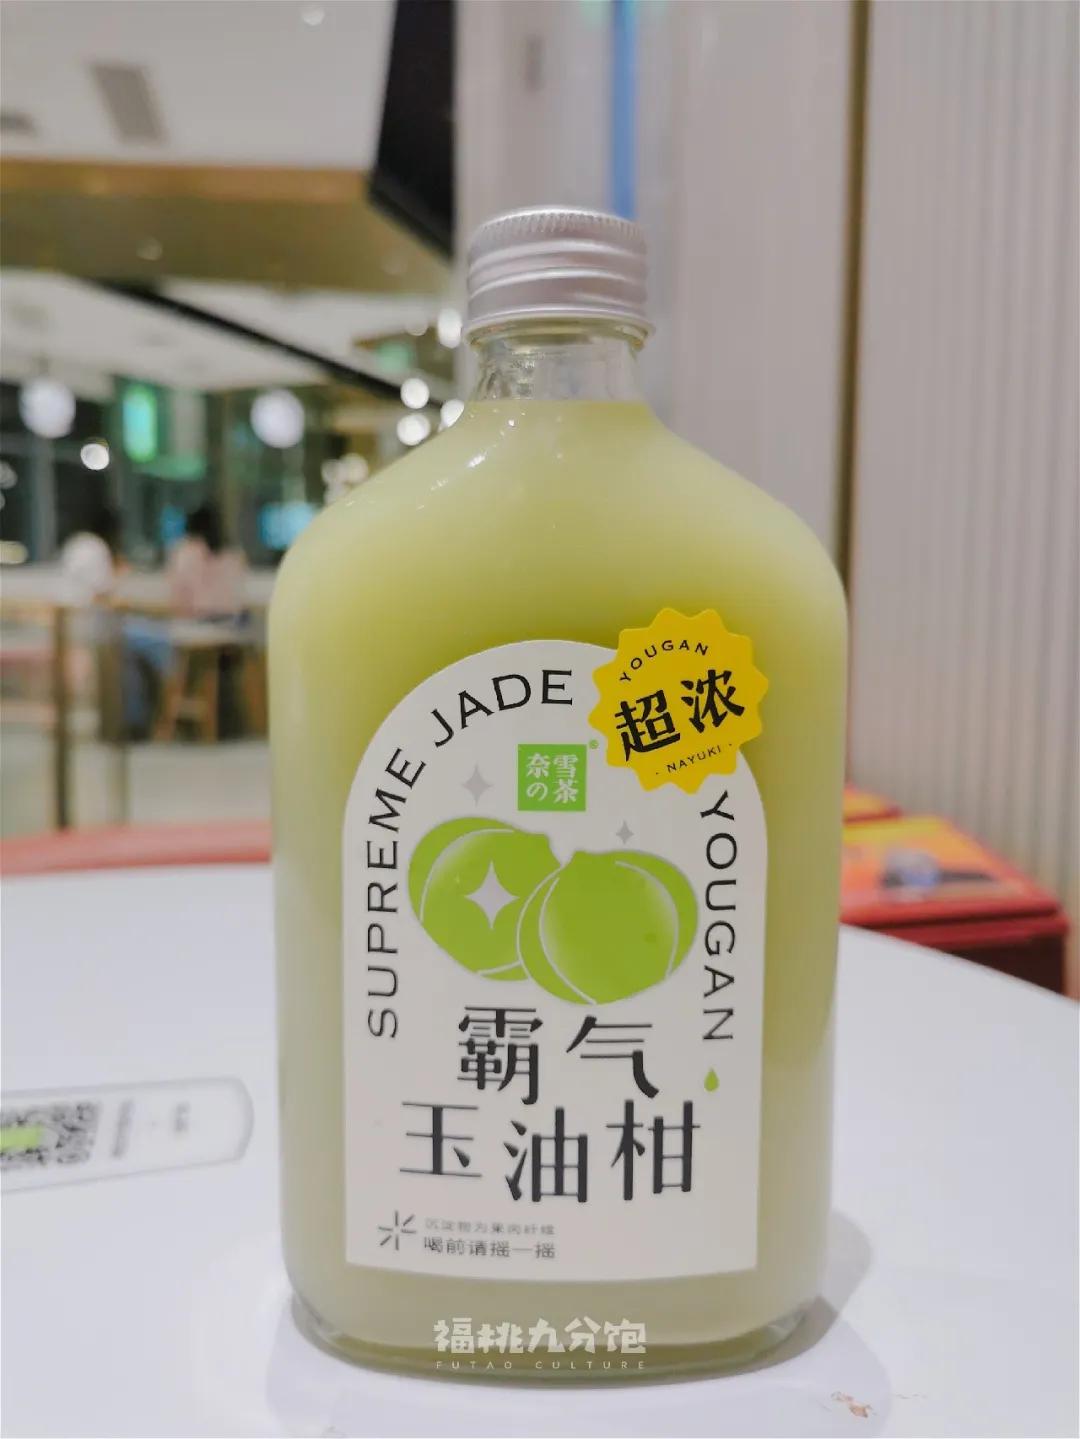 SUPREME JADE YOUGAN
YOUGAN
超浓
· NAYUKI ·
奈雪
の茶
®
霸气
玉油柑
沉淀物为果肉纤维
喝前请摇一摇
福桃九分饱
FUTAO CULTURE